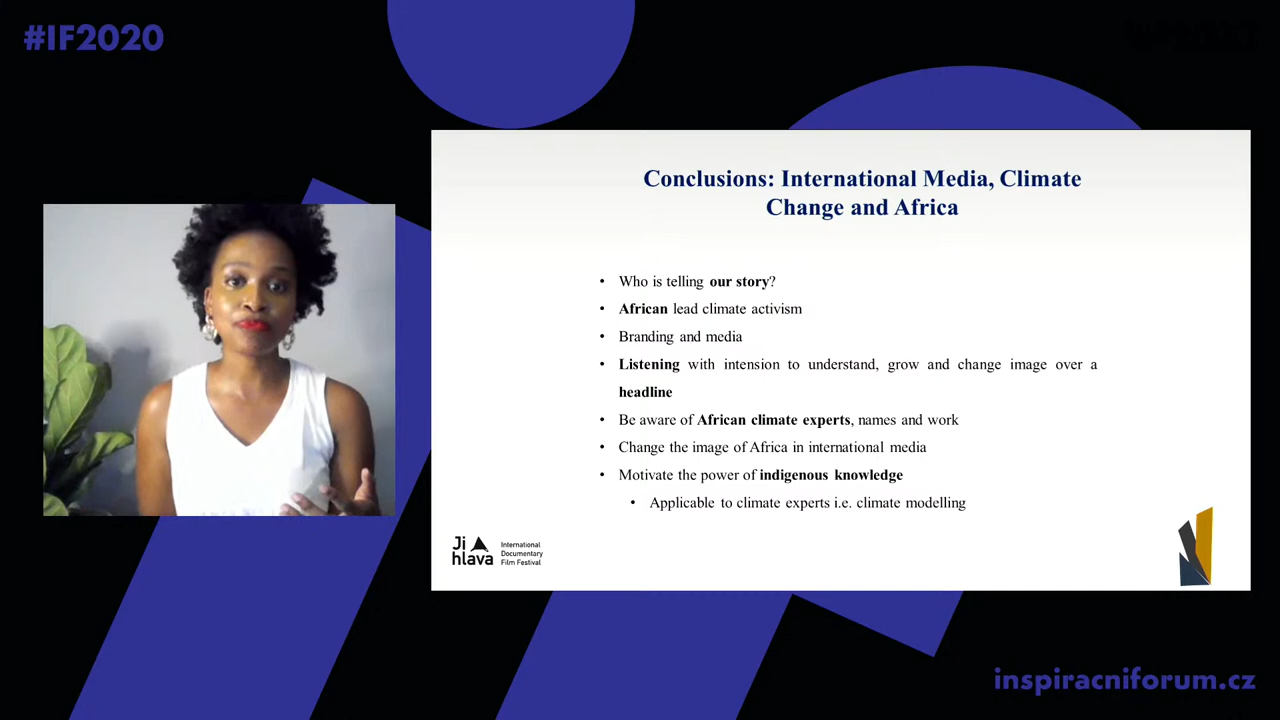 #IF2020
Conclusions: International Media, Climate
Change and Africa
• Who is telling our story?
• African lead climate activism
• Branding and media
• Listening with intension to understand, grow and change image over a
headline
• Be aware of African climate experts, names and work
• Change the image of Africa in international media
• Motivate the power of indigenous knowledge
• Applicable to climate experts i.e. climate modelling
Ji
hlava
International
Documentary
Film Festival
inspiracniforum.cz